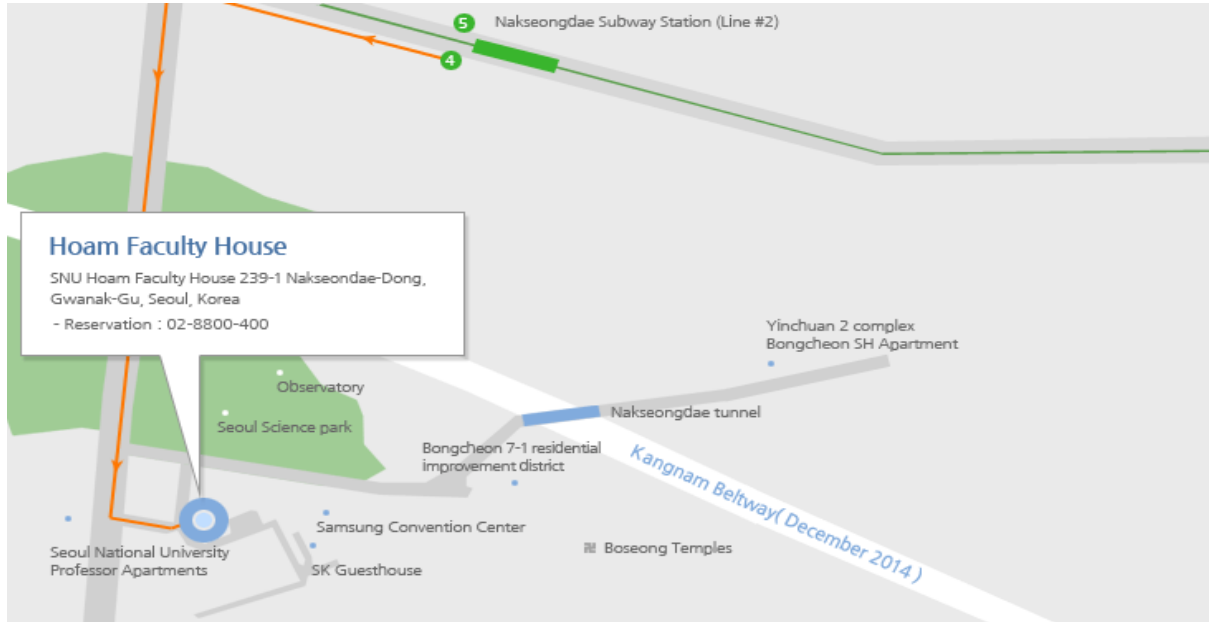 5
Nakseongdae Subway Station (Line #2)
4
Hoam Faculty House
SNU Hoam Faculty House 239-1 Nakseondae-Dong,
Gwanak-Gu, Seoul, Korea
- Reservation : 02-8800-400
Yinchuan 2 complex
Bongcheon SH Apartment
Observatory
Seoul Science park
Nakseongdae tunnel
Bongcheon 7-1 residential
improvement district
Kangnam Beltway( December 2014 )
Samsung Convention Center
卍 Boseong Temples
Seoul National University
Professor Apartments
SK Guesthouse